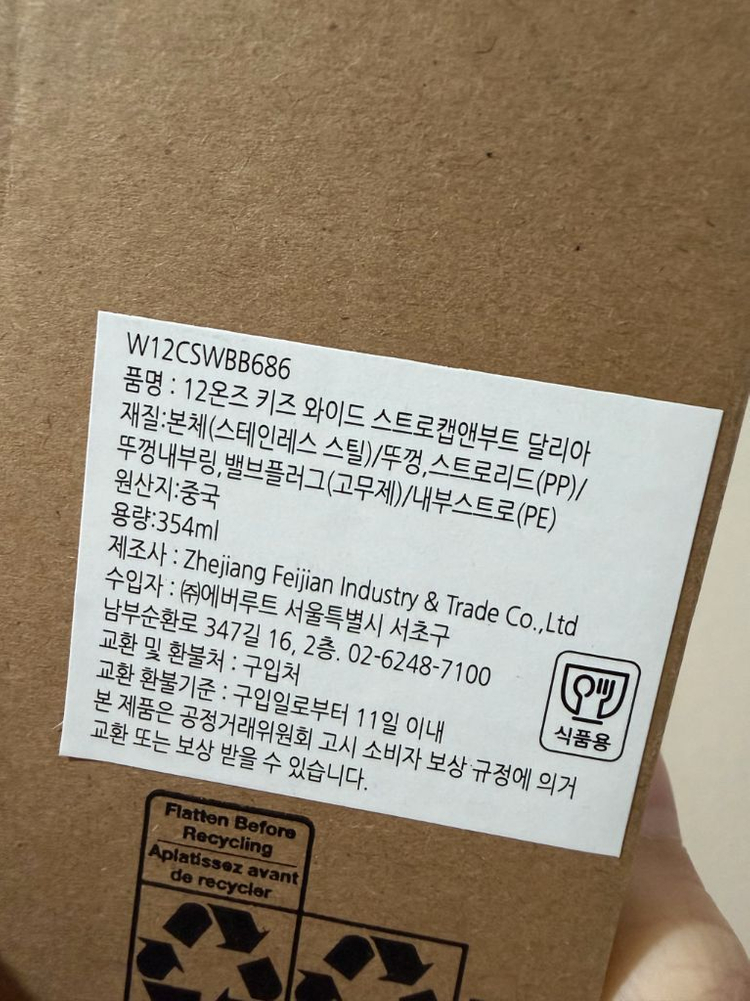 W12CSWBB686
품명 : 12온즈 키즈 와이드 스트로캡앤부트 달리아
재질:본체(스테인레스 스틸)/뚜껑,스트로리드(PP)/
뚜껑내부링,밸브플러그(고무제)/내부스트로(PE)
원산지:중국
용량:354ml
제조사 : Zhejiang Feijian Industry & Trade Co.,Ltd
수입자 : ㈜에버루트 서울특별시 서초구
남부순환로 347길 16, 2층. 02-6248-7100
교환 및 환불처 : 구입처
교환 환불기준 : 구입일로부터 11일 이내
본 제품은 공정거래위원회 고시 소비자 보상 규정에 의거
교환 또는 보상 받을 수 있습니다.
식품용
Flatten Before
Recycling
Aplatissez avant
de recycler